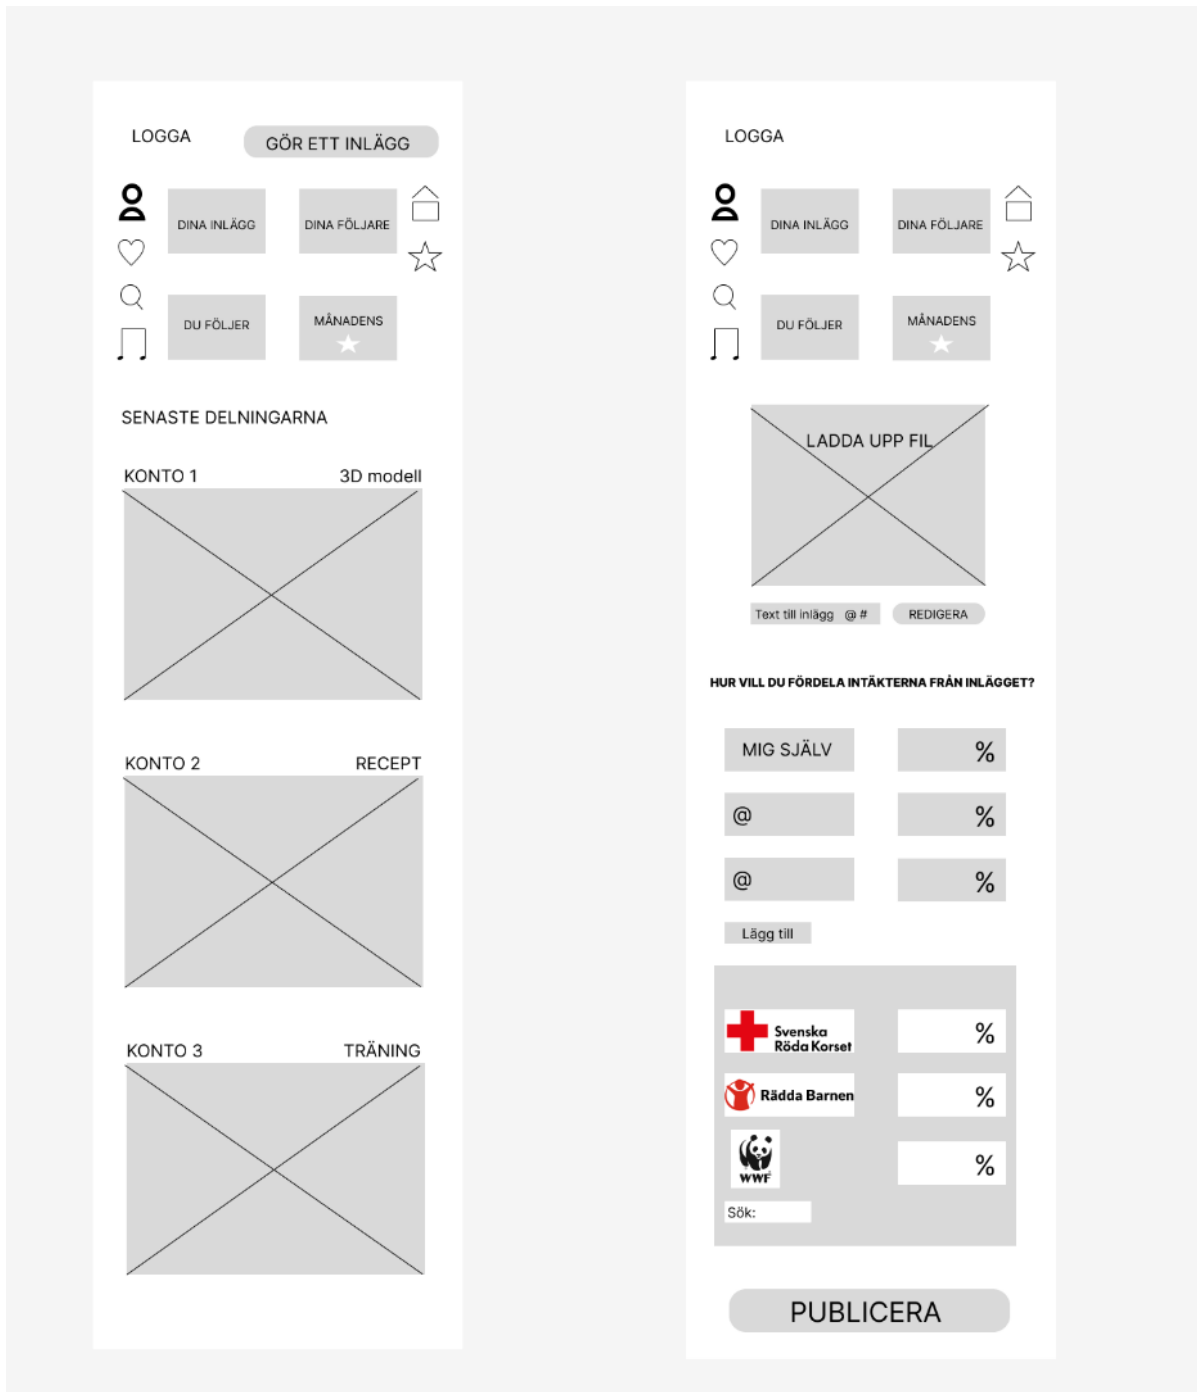 LOGGA
GÖR ETT INLÄGG
DINA INLÄGG
DINA FÖLJARE
DU FÖLJER
MÅNADENS
SENASTE DELNINGARNA
KONTO 1
3D modell
KONTO 2
RECEPT
KONTO 3
TRÄNING
LOGGA
DINA INLÄGG
DINA FÖLJARE
DU FÖLJER
MÅNADENS
LADDA UPP FIL
Text till inlägg @ #
REDIGERA
HUR VILL DU FÖRDELA INTÄKTERNA FRÅN INLÄGGET?
MIG SJÄLV
%
@
%
@
%
Lägg till
Svenska
Röda Korset
%
Rädda Barnen
%
WWF
%
Sök:
PUBLICERA